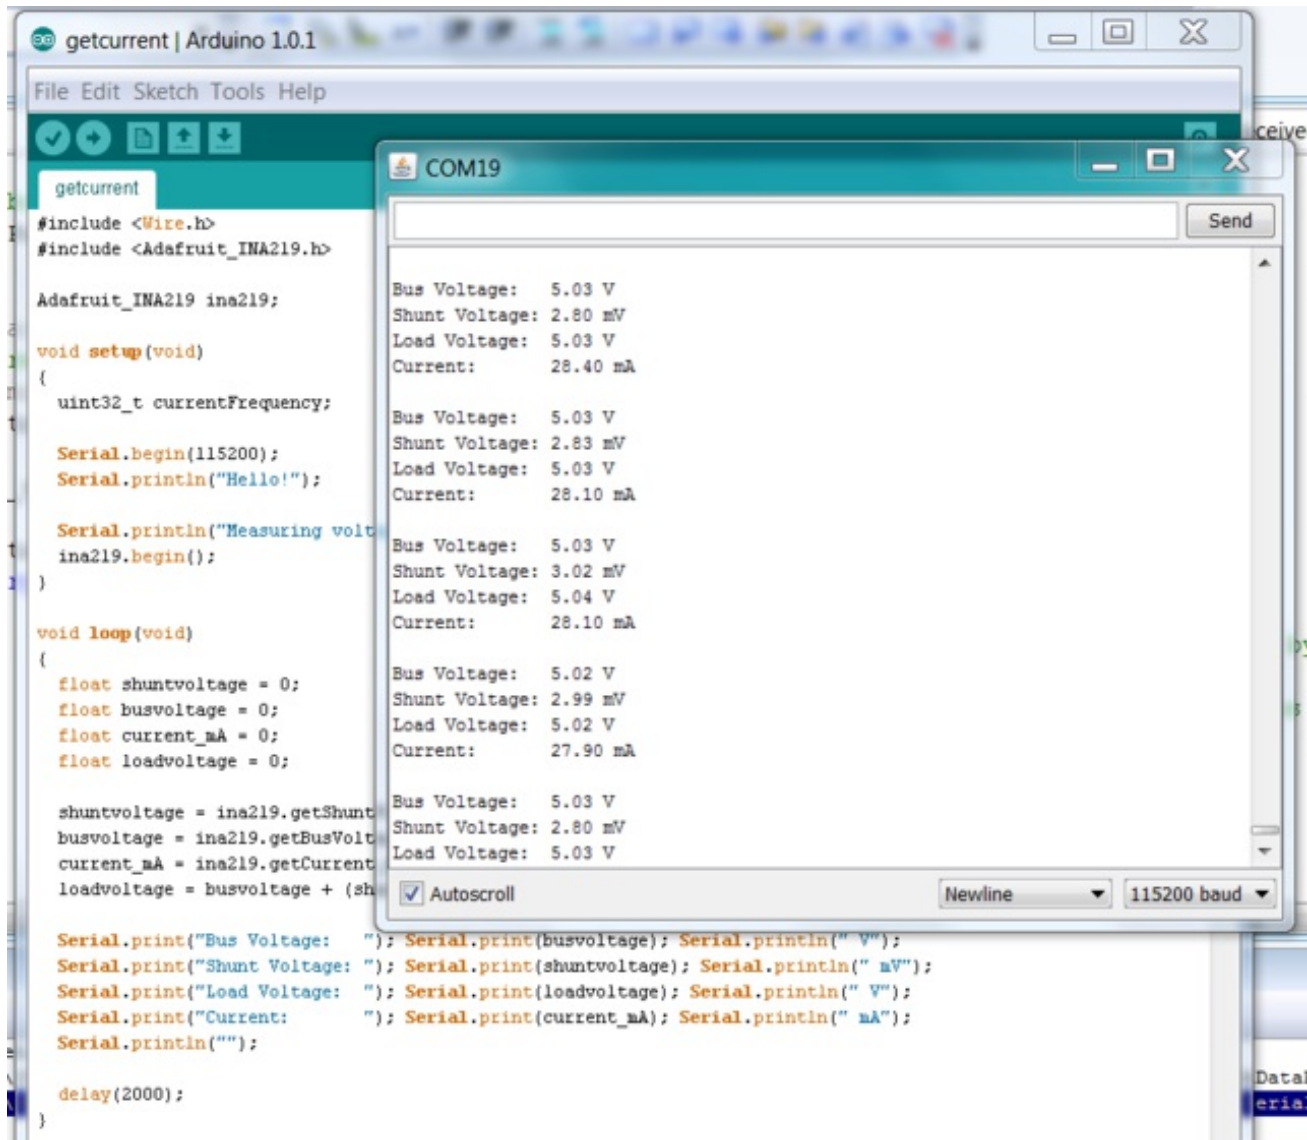 getcurrent | Arduino 1.0.1
File Edit Sketch Tools Help
getcurrent
#include <Wire.h>
#include <Adafruit_INA219.h>
Adafruit_INA219 ina219;
void setup(void)
{
uint32_t currentFrequency;
Serial.begin(115200);
Serial.println("Hello!");
Serial.println("Measuring volt
ina219.begin();
}
void loop(void)
{
float shuntvoltage = 0;
float busvoltage = 0;
float current_mA = 0;
float loadvoltage = 0;
shuntvoltage = ina219.getShunt
busvoltage = ina219.getBusVolt
current_mA = ina219.getCurrent
loadvoltage = busvoltage + (sh
Serial.print("Bus Voltage:   "); Serial.print(busvoltage); Serial.println(" V");
Serial.print("Shunt Voltage: "); Serial.print(shuntvoltage); Serial.println(" mV");
Serial.print("Load Voltage:  "); Serial.print(loadvoltage); Serial.println(" V");
Serial.print("Current:       "); Serial.print(current_mA); Serial.println(" mA");
Serial.println("");
delay(2000);
}
COM19
Send
Bus Voltage:   5.03 V
Shunt Voltage: 2.80 mV
Load Voltage:  5.03 V
Current:       28.40 mA
Bus Voltage:   5.03 V
Shunt Voltage: 2.83 mV
Load Voltage:  5.03 V
Current:       28.10 mA
Bus Voltage:   5.03 V
Shunt Voltage: 3.02 mV
Load Voltage:  5.04 V
Current:       28.10 mA
Bus Voltage:   5.02 V
Shunt Voltage: 2.99 mV
Load Voltage:  5.02 V
Current:       27.90 mA
Bus Voltage:   5.03 V
Shunt Voltage: 2.80 mV
Load Voltage:  5.03 V
Autoscroll
Newline
115200 baud
ceive
Data
erial